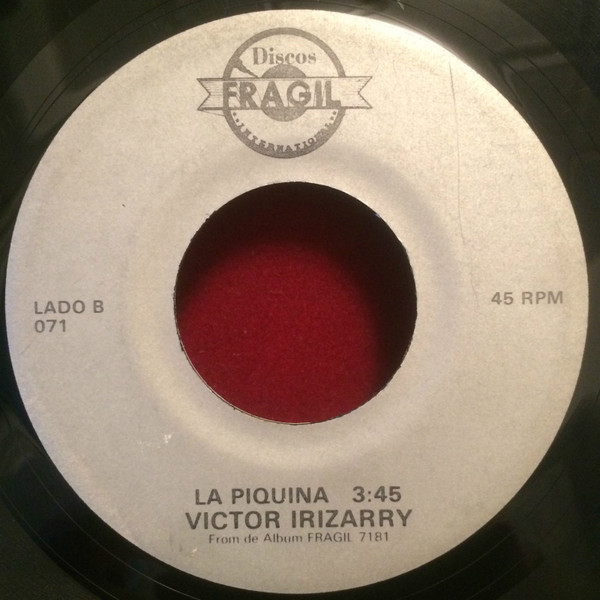 Discos
FRAGIL
INTERNATIONAL
LADO B
071
45 RPM
LA PIQUINA 3:45
VICTOR IRIZARRY
From de Album FRAGIL 7181